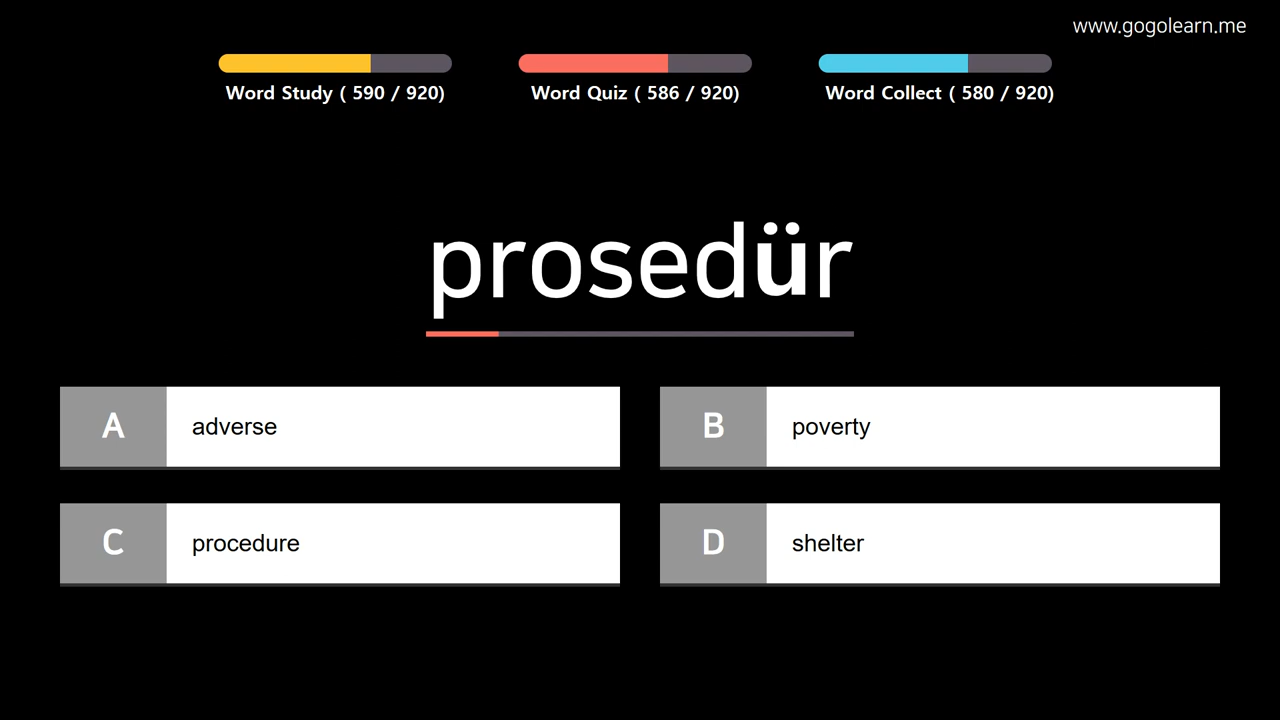 www.gogolearn.me
Word Study ( 590 / 920)
Word Quiz ( 586 / 920)
Word Collect ( 580 / 920)
prosedür
A adverse
B poverty
C procedure
D shelter